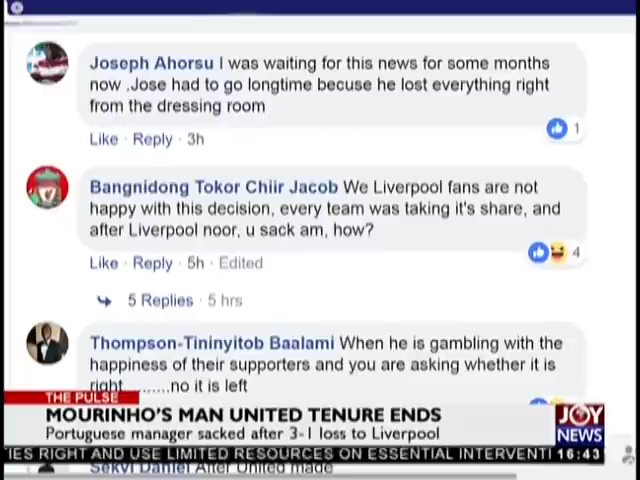 Joseph Ahorsu I was waiting for this news for some months
now .Jose had to go longtime becuse he lost everything right
from the dressing room
Like · Reply · 3h
1
Bangnidong Tokor Chiir Jacob We Liverpool fans are not
happy with this decision, every team was taking it's share, and
after Liverpool noor, u sack am, how?
4
Like · Reply · 5h · Edited
5 Replies · 5 hrs
Thompson-Tininyitob Baalami When he is gambling with the
happiness of their supporters and you are asking whether it is
right.........no it is left
THE PULSE
MOURINHO'S MAN UNITED TENURE ENDS
Portuguese manager sacked after 3-1 loss to Liverpool
JOY
NEWS
IES RIGHT AND USE LIMITED RESOURCES ON ESSENTIAL INTERVENTI
16:43
Sekyi Daniel After United made